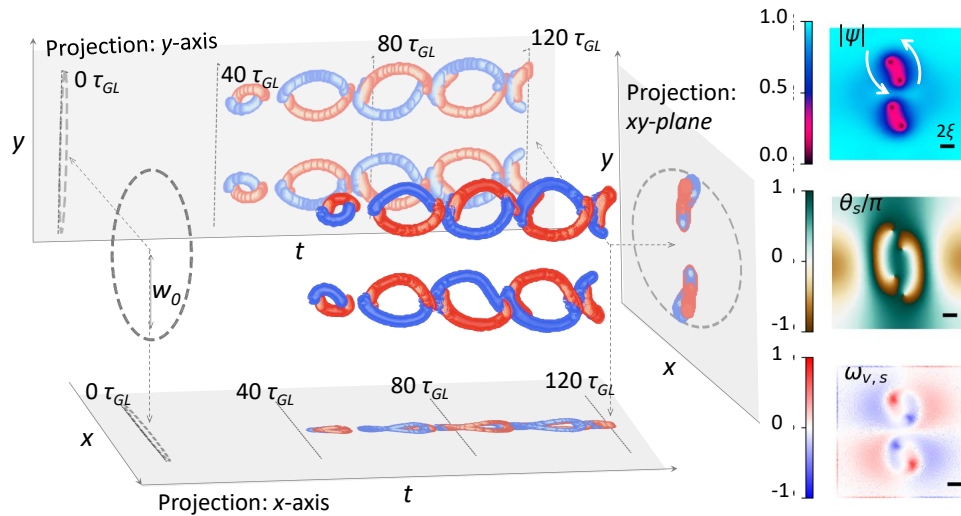 Projection: y-axis
0 τGL
40 τGL
80 τGL
120 τGL
y
t
w0
Projection:
xy-plane
y
x
0 τGL
40 τGL
80 τGL
120 τGL
x
t
Projection: x-axis
1.0
0.5
0.0
|ψ|
2ξ
1
0
-1
θs/π
1
0
-1
ωv, s